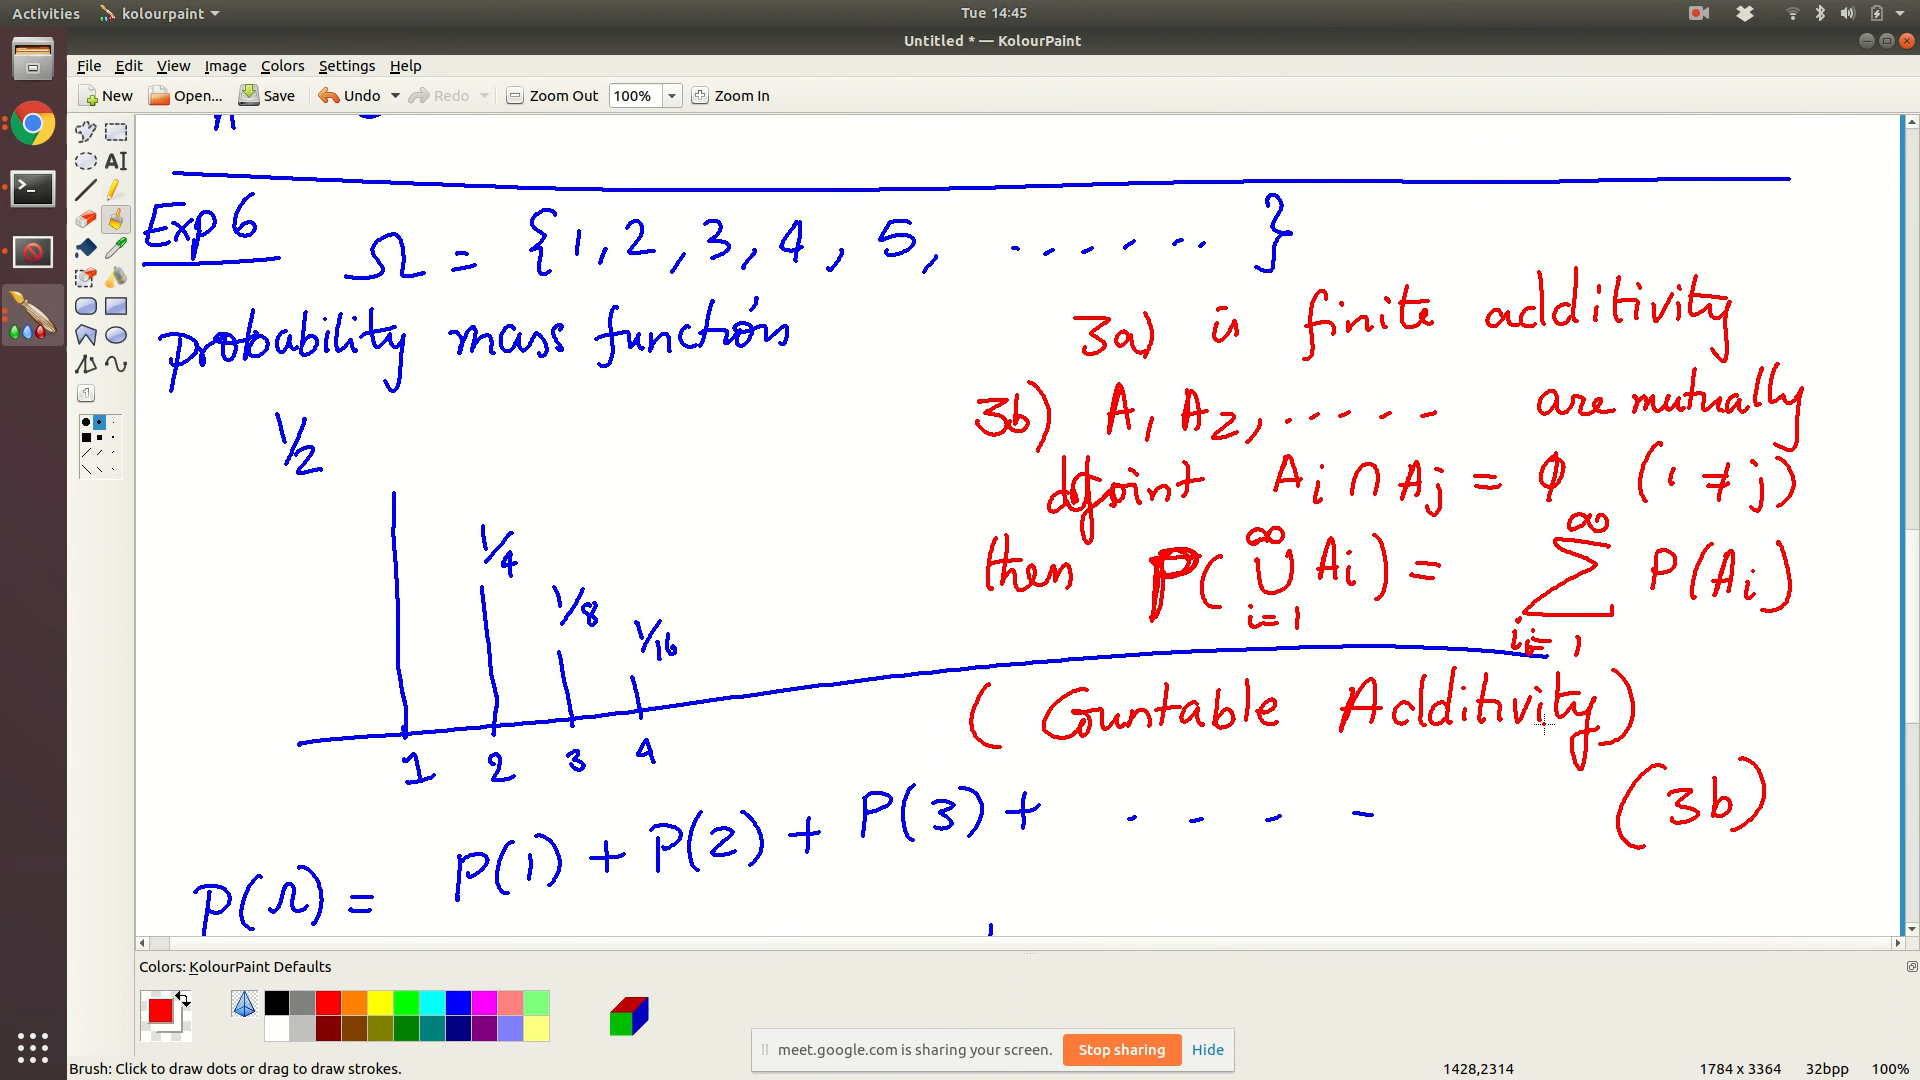 Activities kolourpaint Tue 14:45
Untitled * — KolourPaint
File Edit View Image Colors Settings Help
New Open... Save Undo Redo Zoom Out 100% Zoom In
Exp 6 Ω = {1, 2, 3, 4, 5, ....... }
probability mass function
3a) is finite additivity
3b) A1, A2, ...... are mutually
disjoint Ai ∩ Aj = ϕ (i ≠ j)
then P( ∞ ∪ i=1 Ai ) = ∞ ∑ i=1 P(Ai)
(Countable Additivity)
(3b)
1/2
1/4
1/8
1/16
1 2 3 4
P(Ω) = P(1) + P(2) + P(3) + . . . .
Colors: KolourPaint Defaults
meet.google.com is sharing your screen. Stop sharing Hide
Brush: Click to draw dots or drag to draw strokes. 1428,2314 1784 x 3364 32bpp 100%